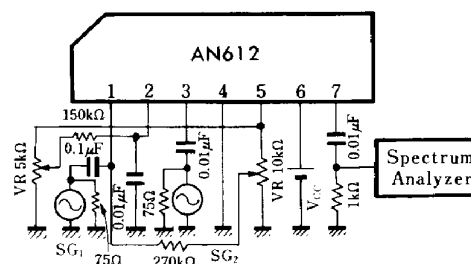 AN612
1 2 3 4 5 6 7
150kΩ
0.1μF
VR 5kΩ
0.01μF
75Ω
0.01μF
VR 10kΩ
VCC
0.01μF
1kΩ
Spectrum
Analyzer
SG1
75Ω
270kΩ
SG2